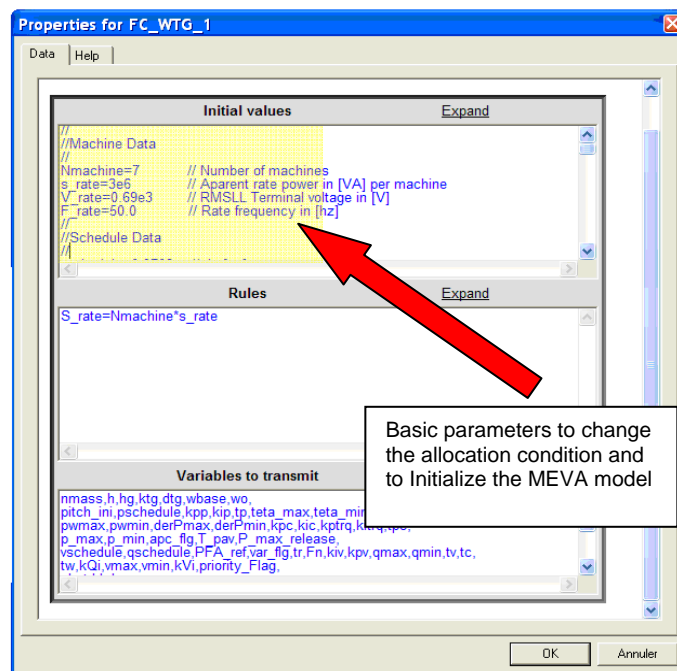 Properties for FC_WTG_1
Data
Help
Initial values
Expand
//
//Machine Data
//
Nmachine=7 // Number of machines
s_rate=3e6 // Aparent rate power in [VA] per machine
V_rate=0.69e3 // RMSLL Terminal voltage in [V]
F_rate=50.0 // Rate frequency in [hz]
//
//Schedule Data
//
Rules
Expand
S_rate=Nmachine*s_rate
Basic parameters to change
the allocation condition and
to Initialize the MEVA model
Variables to transmit
nmass,h,hg,ktg,dtg,wbase,wo,
pitch_ini,pschedule,kpp,kip,tp,teta_max,teta_min
pwmax,pwmin,derPmax,derPmin,kpc,kic,kptrq,
p_max,p_min,apc_flg,T_pav,P_max_release,
vschedule,qschedule,PFA_ref,var_flg,tr,Fn,kiv,kpv,qmax,qmin,tv,tc,
tw,kQi,vmax,vmin,kVi,priority_Flag,
OK
Annuler